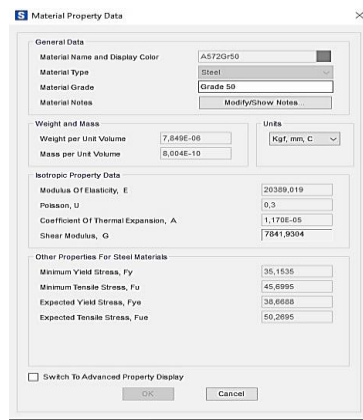 S Material Property Data
General Data
Material Name and Display Color A572Gr50
Material Type Steel
Material Grade Grade 50
Material Notes Modify/Show Notes...
Weight and Mass
Weight per Unit Volume 7,849E-06
Mass per Unit Volume 8,004E-10
Units
Kgf, mm, C
Isotropic Property Data
Modulus Of Elasticity, E 20389,019
Poisson, U 0,3
Coefficient Of Thermal Expansion, A 1,170E-05
Shear Modulus, G 7841,9304
Other Properties For Steel Materials
Minimum Yield Stress, Fy 35,1535
Minimum Tensile Stress, Fu 45,6995
Expected Yield Stress, Fye 38,6688
Expected Tensile Stress, Fue 50,2695
Switch To Advanced Property Display
OK Cancel